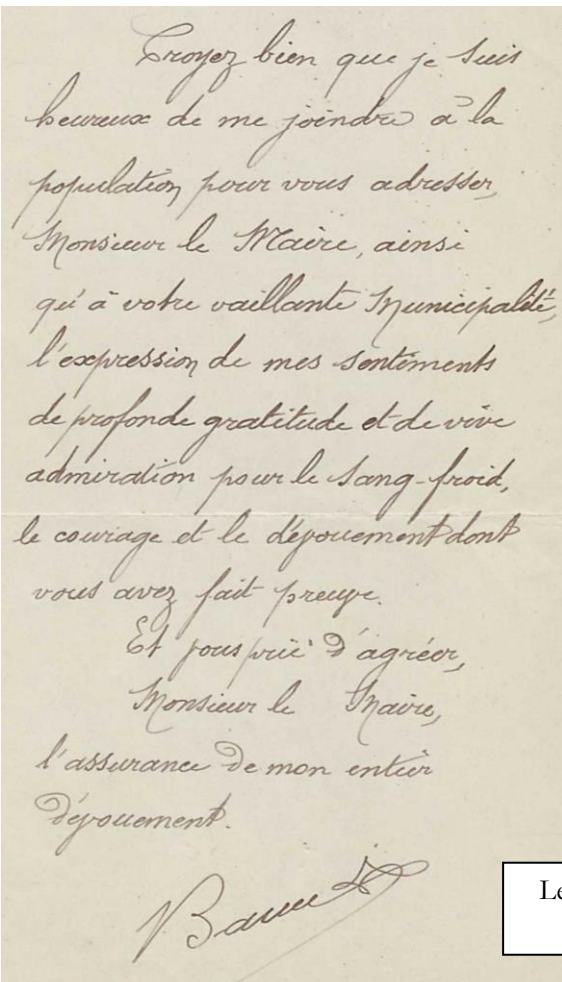 Croyez bien que je suis
heureux de me joindre à la
population pour vous adresser,
Monsieur le Maire, ainsi
qu'à votre vaillante Municipalité,
l'expression de mes sentiments
de profonde gratitude et de vive
admiration pour le sang-froid,
le courage et le dévouement dont
vous avez fait preuve.
Et vous prie d'agréer,
Monsieur le Maire,
l'assurance de mon entier
dévouement.
Le